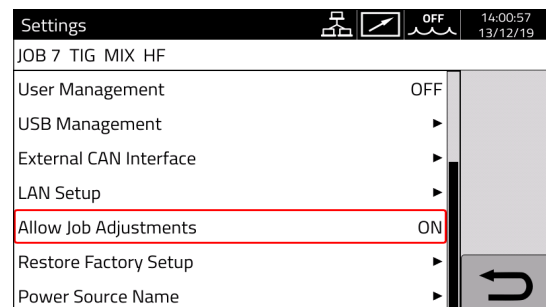 Settings
OFF
14:00:57
13/12/19
JOB 7 TIG MIX HF
User Management OFF
USB Management
External CAN Interface
LAN Setup
Allow Job Adjustments ON
Restore Factory Setup
Power Source Name